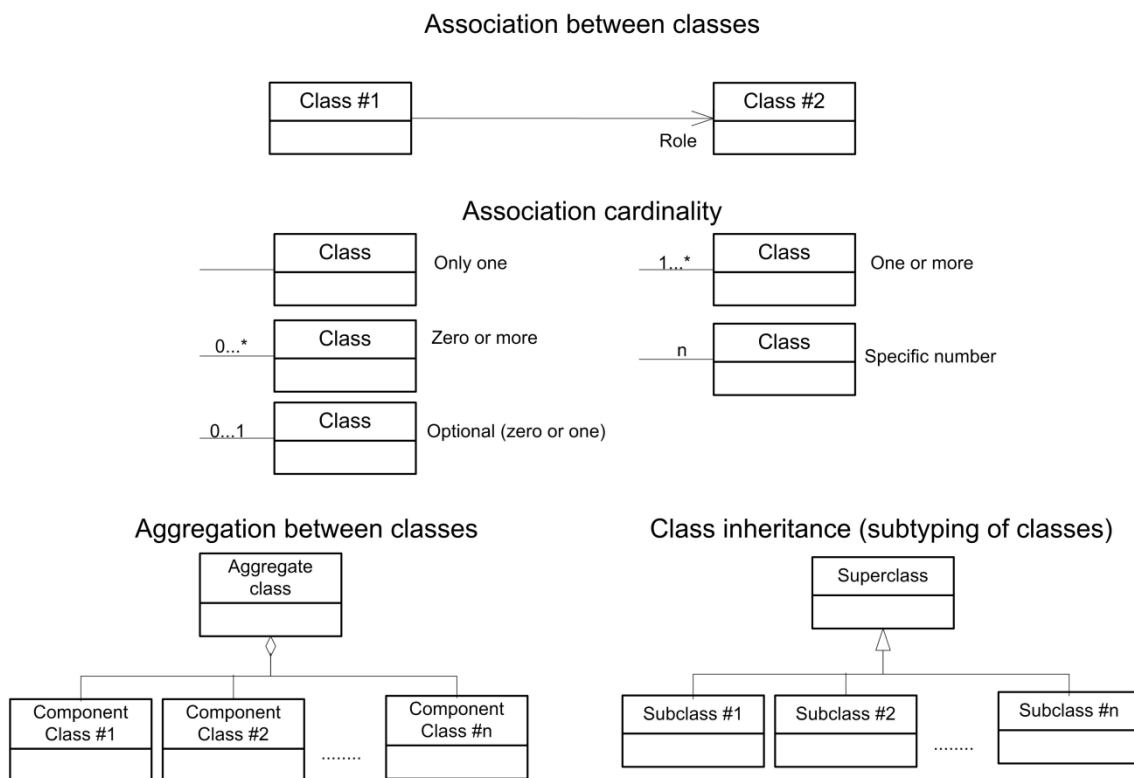 Association between classes
Class #1
Class #2
Role
Association cardinality
Class
Only one
1...*
Class
One or more
0...*
Class
Zero or more
n
Class
Specific number
0...1
Class
Optional (zero or one)
Aggregation between classes
Class inheritance (subtyping of classes)
Aggregate
class
Superclass
Component
Class #1
Component
Class #2
........
Component
Class #n
Subclass #1
Subclass #2
........
Subclass #n